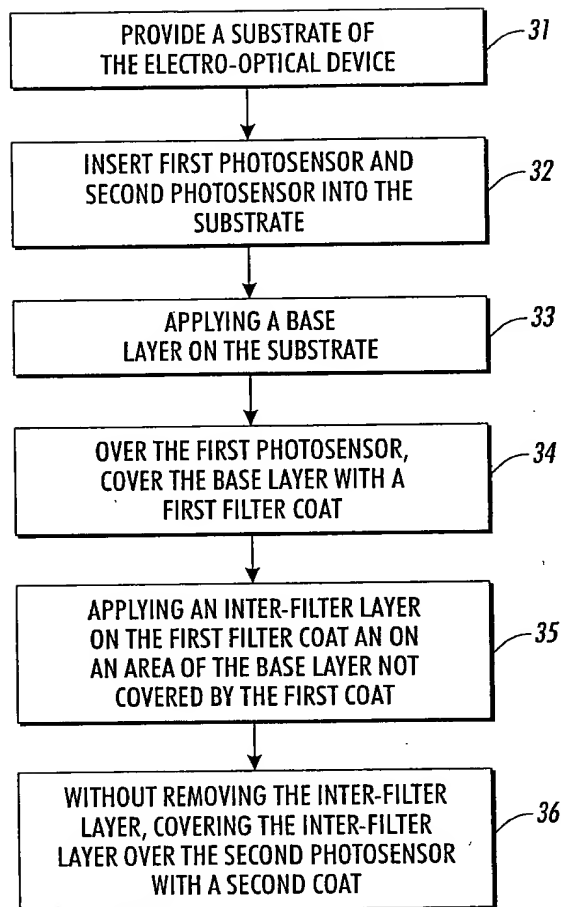 PROVIDE A SUBSTRATE OF
THE ELECTRO-OPTICAL DEVICE
31
INSERT FIRST PHOTOSENSOR AND
SECOND PHOTOSENSOR INTO THE
SUBSTRATE
32
APPLYING A BASE
LAYER ON THE SUBSTRATE
33
OVER THE FIRST PHOTOSENSOR,
COVER THE BASE LAYER WITH A
FIRST FILTER COAT
34
APPLYING AN INTER-FILTER LAYER
ON THE FIRST FILTER COAT AN ON
AN AREA OF THE BASE LAYER NOT
COVERED BY THE FIRST COAT
35
WITHOUT REMOVING THE INTER-FILTER
LAYER, COVERING THE INTER-FILTER
LAYER OVER THE SECOND PHOTOSENSOR
WITH A SECOND COAT
36